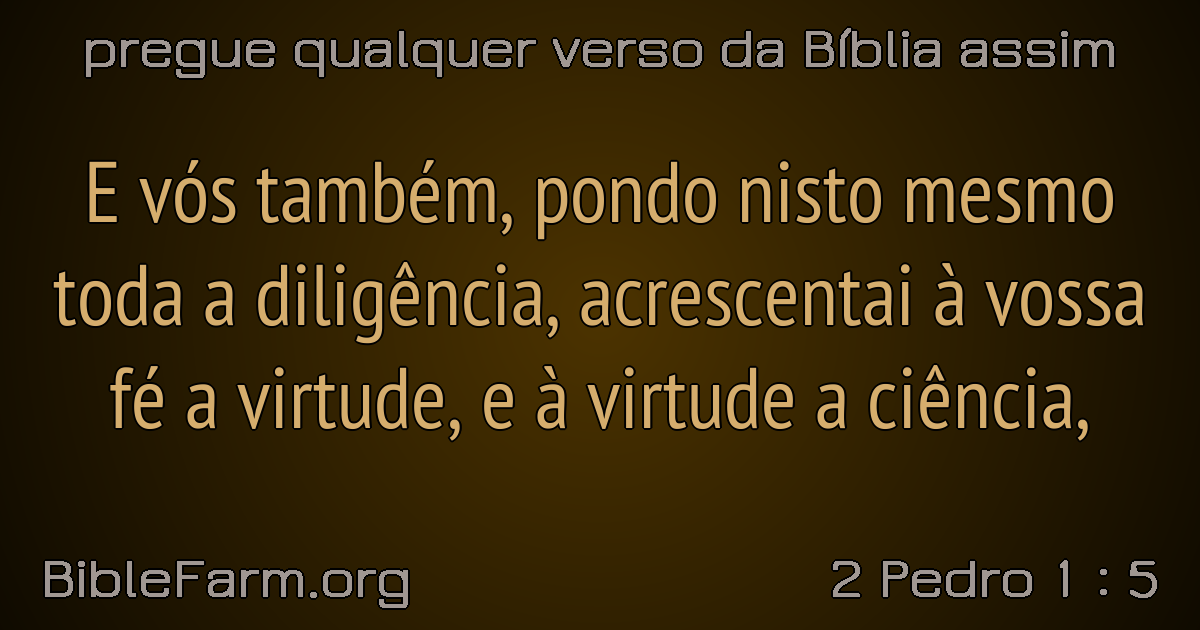 pregue qualquer verso da Bíblia assim
E vós também, pondo nisto mesmo
toda a diligência, acrescentai à vossa
fé a virtude, e à virtude a ciência,
BibleFarm.org
2 Pedro 1 : 5